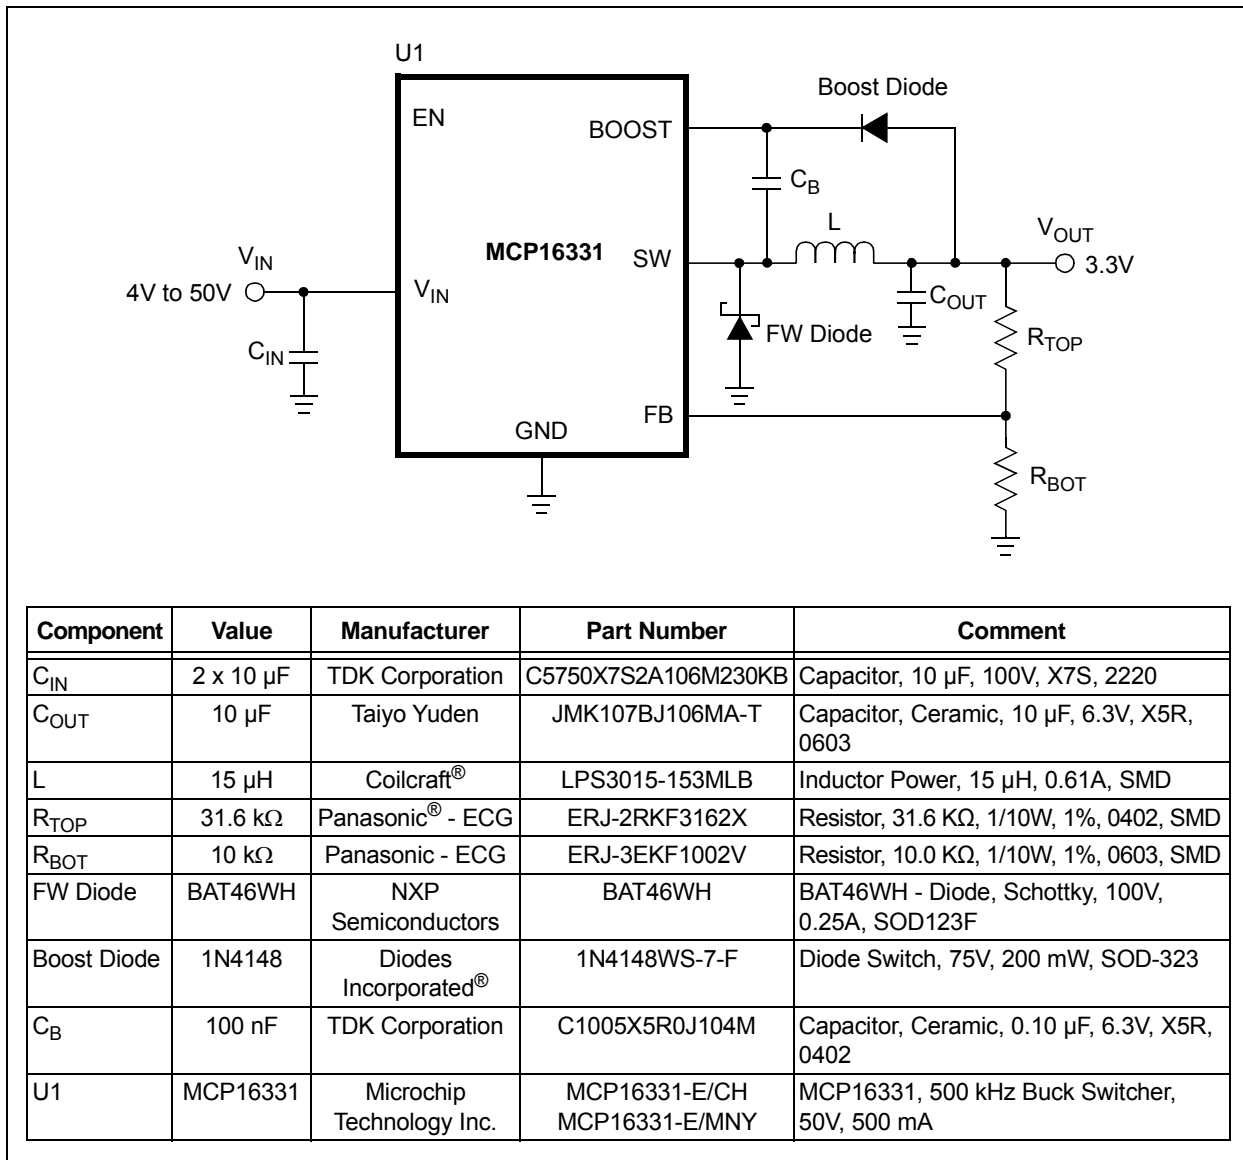 U1
EN
BOOST
Boost Diode
C_B
L
MCP16331
SW
V_OUT
3.3V
V_IN
4V to 50V
V_IN
C_IN
C_OUT
FW Diode
R_TOP
FB
GND
R_BOT
Component Value Manufacturer Part Number Comment
C_IN 2 x 10 µF TDK Corporation C5750X7S2A106M230KB Capacitor, 10 µF, 100V, X7S, 2220
C_OUT 10 µF Taiyo Yuden JMK107BJ106MA-T Capacitor, Ceramic, 10 µF, 6.3V, X5R,
0603
L 15 µH Coilcraft® LPS3015-153MLB Inductor Power, 15 µH, 0.61A, SMD
R_TOP 31.6 kΩ Panasonic® - ECG ERJ-2RKF3162X Resistor, 31.6 KΩ, 1/10W, 1%, 0402, SMD
R_BOT 10 kΩ Panasonic - ECG ERJ-3EKF1002V Resistor, 10.0 KΩ, 1/10W, 1%, 0603, SMD
FW Diode BAT46WH NXP BAT46WH BAT46WH - Diode, Schottky, 100V,
Semiconductors 0.25A, SOD123F
Boost Diode 1N4148 Diodes 1N4148WS-7-F Diode Switch, 75V, 200 mW, SOD-323
Incorporated®
C_B 100 nF TDK Corporation C1005X5R0J104M Capacitor, Ceramic, 0.10 µF, 6.3V, X5R,
0402
U1 MCP16331 Microchip MCP16331-E/CH MCP16331, 500 kHz Buck Switcher,
Technology Inc. MCP16331-E/MNY 50V, 500 mA